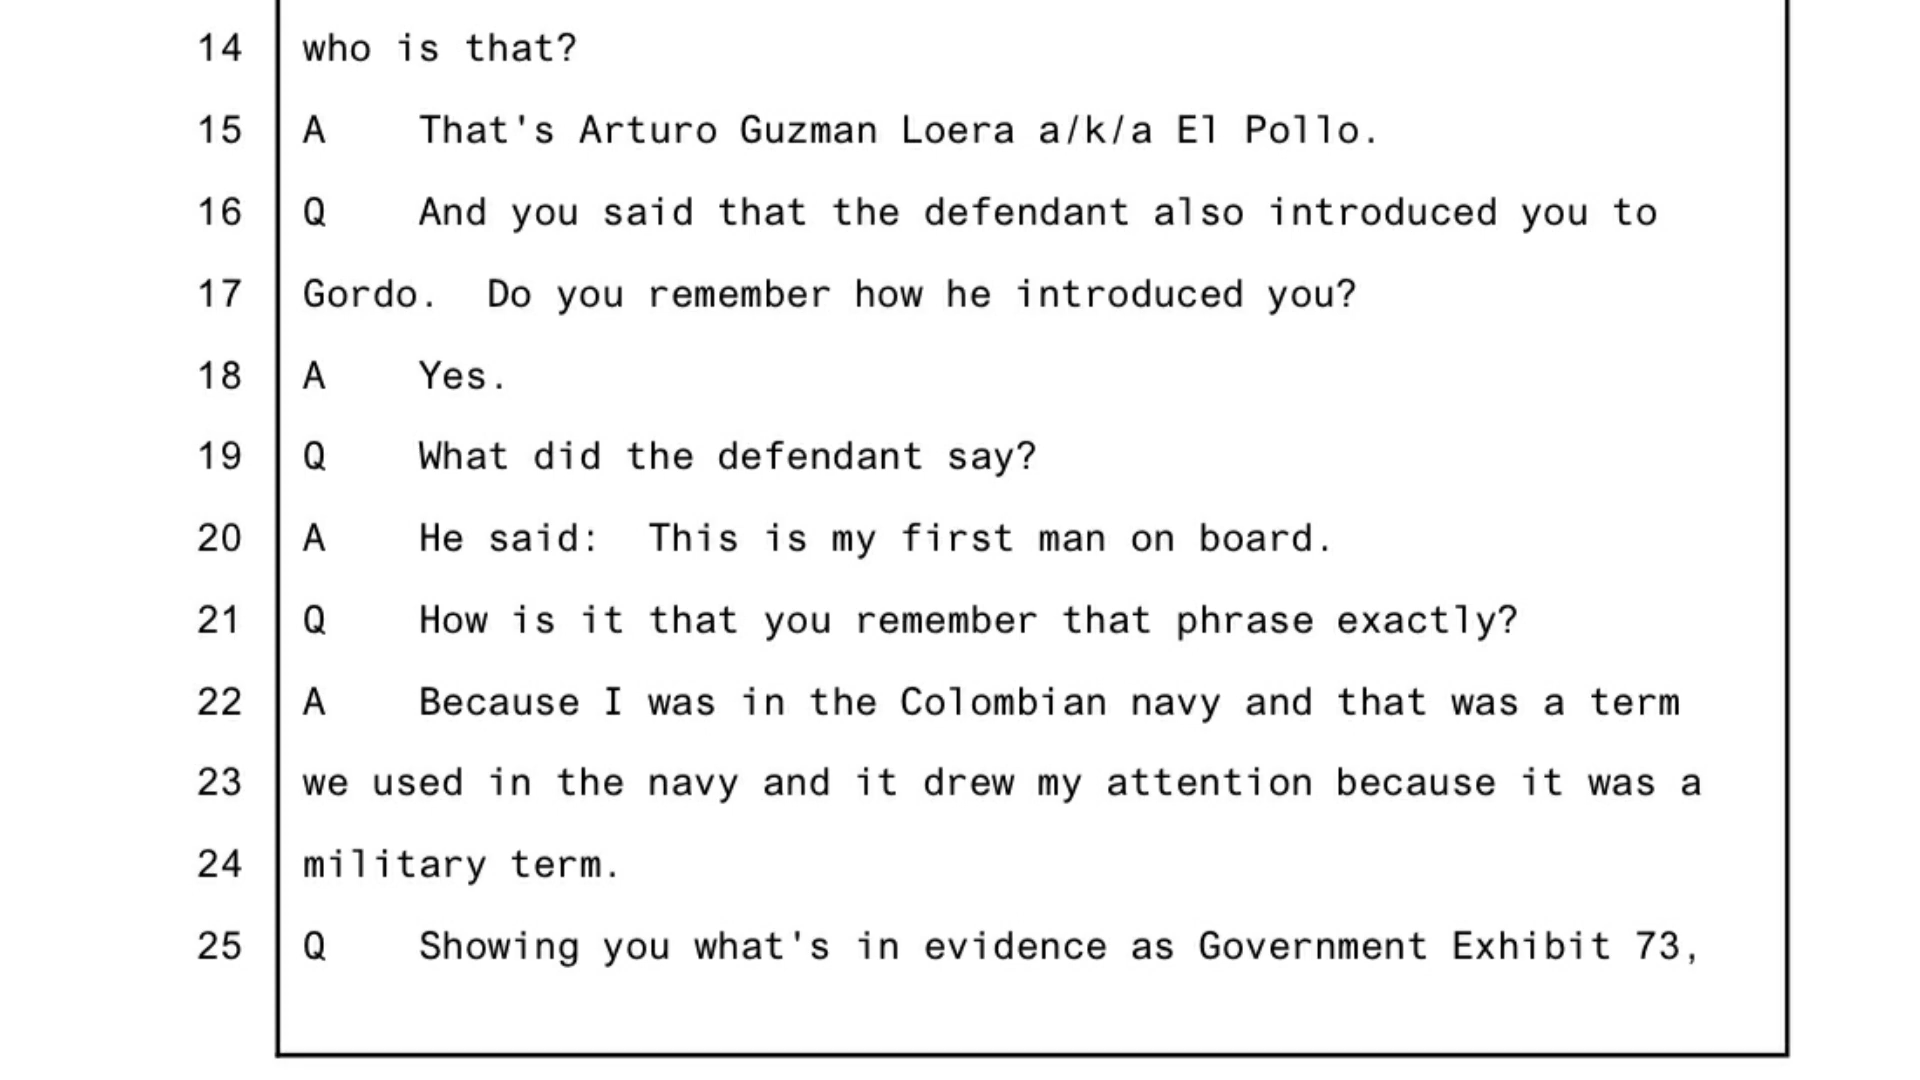 14 who is that?
15 A That's Arturo Guzman Loera a/k/a El Pollo.
16 Q And you said that the defendant also introduced you to
17 Gordo. Do you remember how he introduced you?
18 A Yes.
19 Q What did the defendant say?
20 A He said: This is my first man on board.
21 Q How is it that you remember that phrase exactly?
22 A Because I was in the Colombian navy and that was a term
23 we used in the navy and it drew my attention because it was a
24 military term.
25 Q Showing you what's in evidence as Government Exhibit 73,